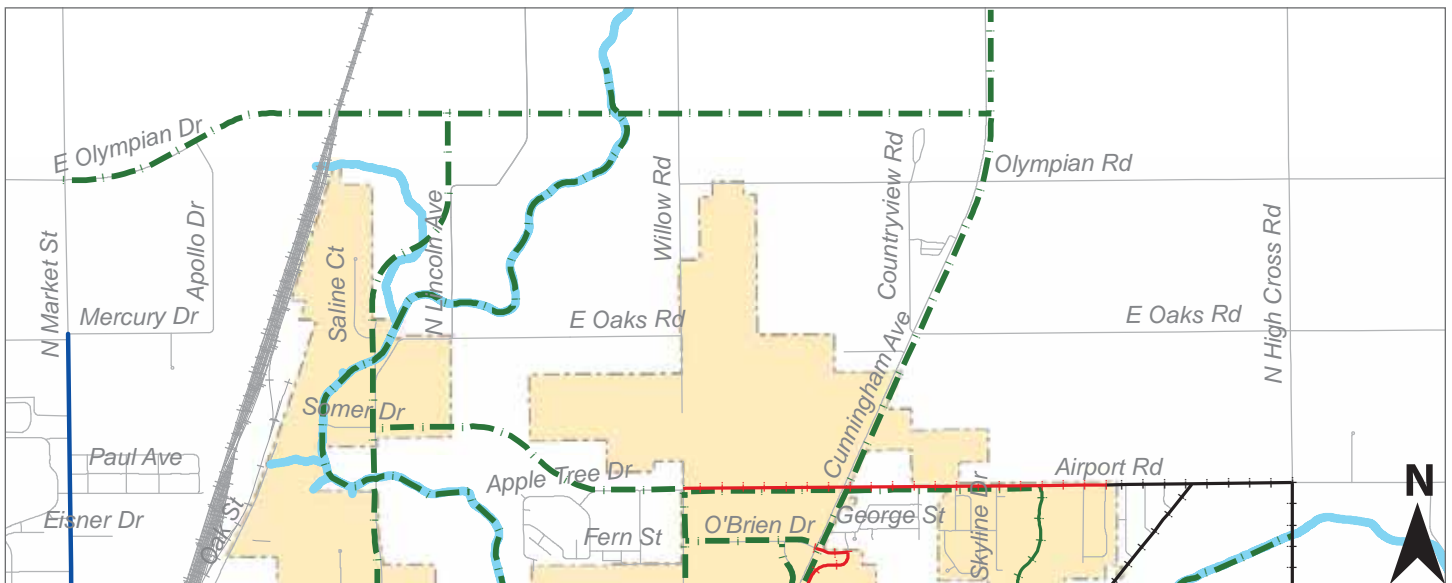 E Olympian Dr
Olympian Rd
N Market St
Apollo Dr
Saline Ct
N Lincoln Ave
Willow Rd
Countryview Rd
N High Cross Rd
Mercury Dr
E Oaks Rd
E Oaks Rd
Cunningham Ave
Somer Dr
Paul Ave
Apple Tree Dr
Airport Rd
N
Eisner Dr
Oak St
Fern St
O'Brien Dr
George St
Skyline Dr